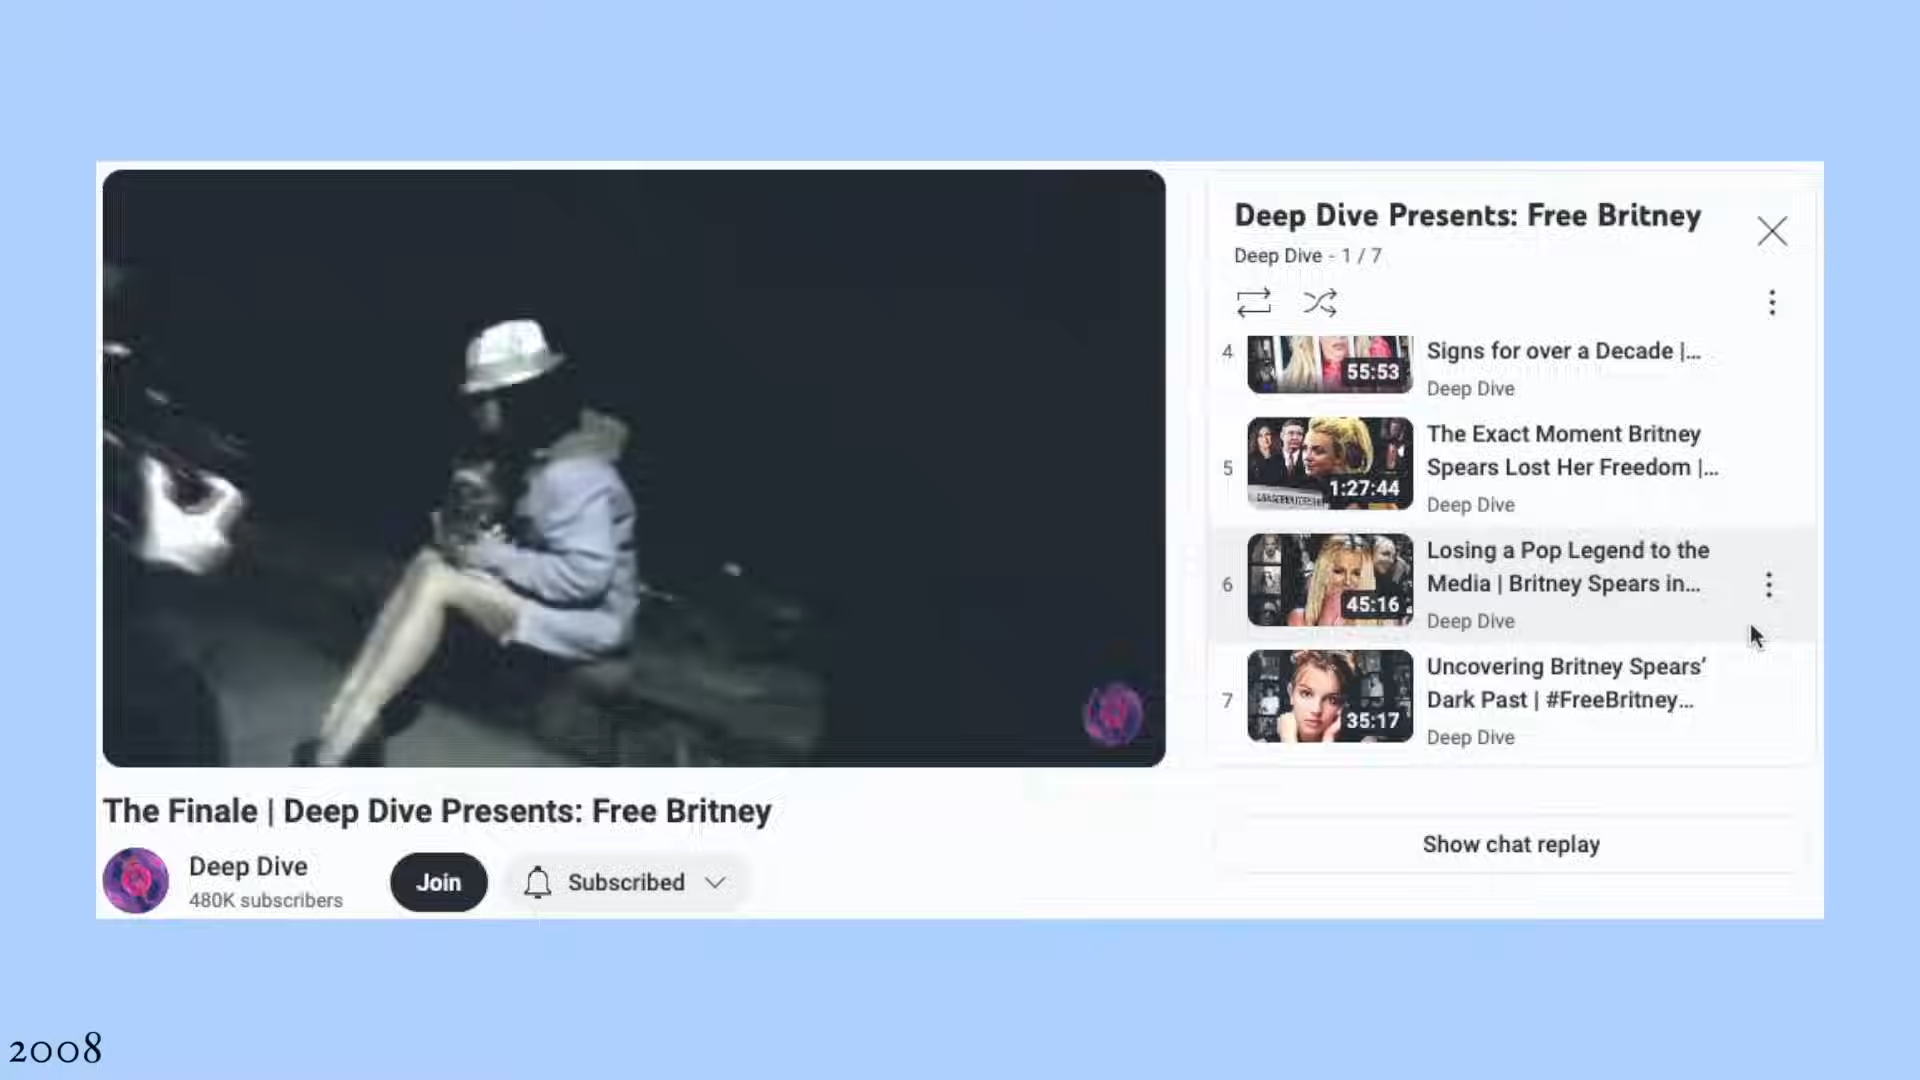 Deep Dive Presents: Free Britney
Deep Dive - 1 / 7
4
Signs for over a Decade |...
55:53
Deep Dive
The Exact Moment Britney
5
Spears Lost Her Freedom |...
1:27:44
Deep Dive
Losing a Pop Legend to the
6
Media | Britney Spears in...
45:16
Deep Dive
Uncovering Britney Spears'
7
Dark Past | #FreeBritney...
35:17
Deep Dive
The Finale | Deep Dive Presents: Free Britney
Deep Dive
480K subscribers
Join
Subscribed
Show chat replay
2008